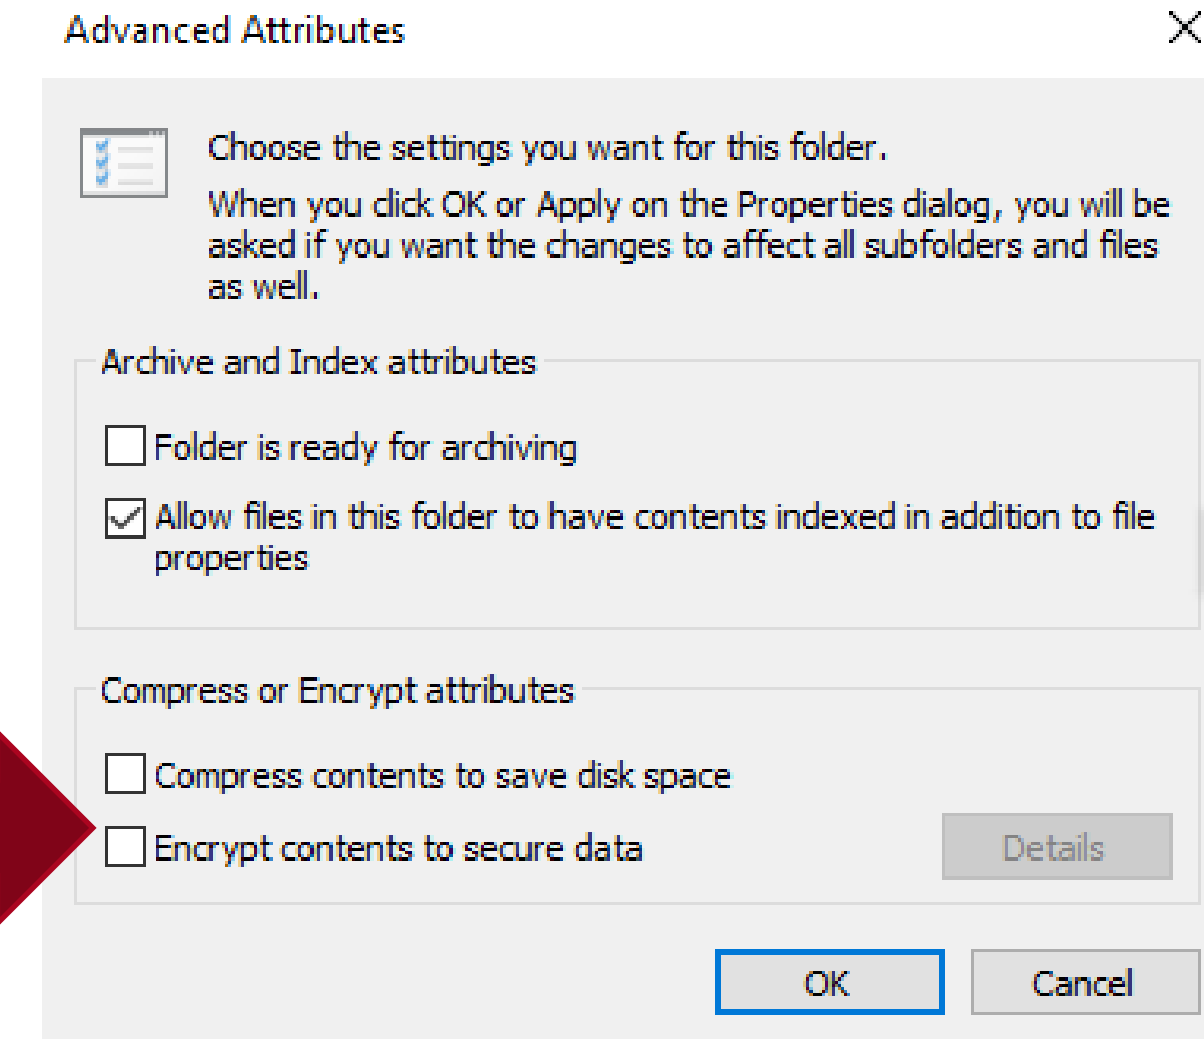 Advanced Attributes
Choose the settings you want for this folder.
When you click OK or Apply on the Properties dialog, you will be
asked if you want the changes to affect all subfolders and files
as well.
Archive and Index attributes
Folder is ready for archiving
Allow files in this folder to have contents indexed in addition to file
properties
Compress or Encrypt attributes
Compress contents to save disk space
Encrypt contents to secure data
Details
OK
Cancel